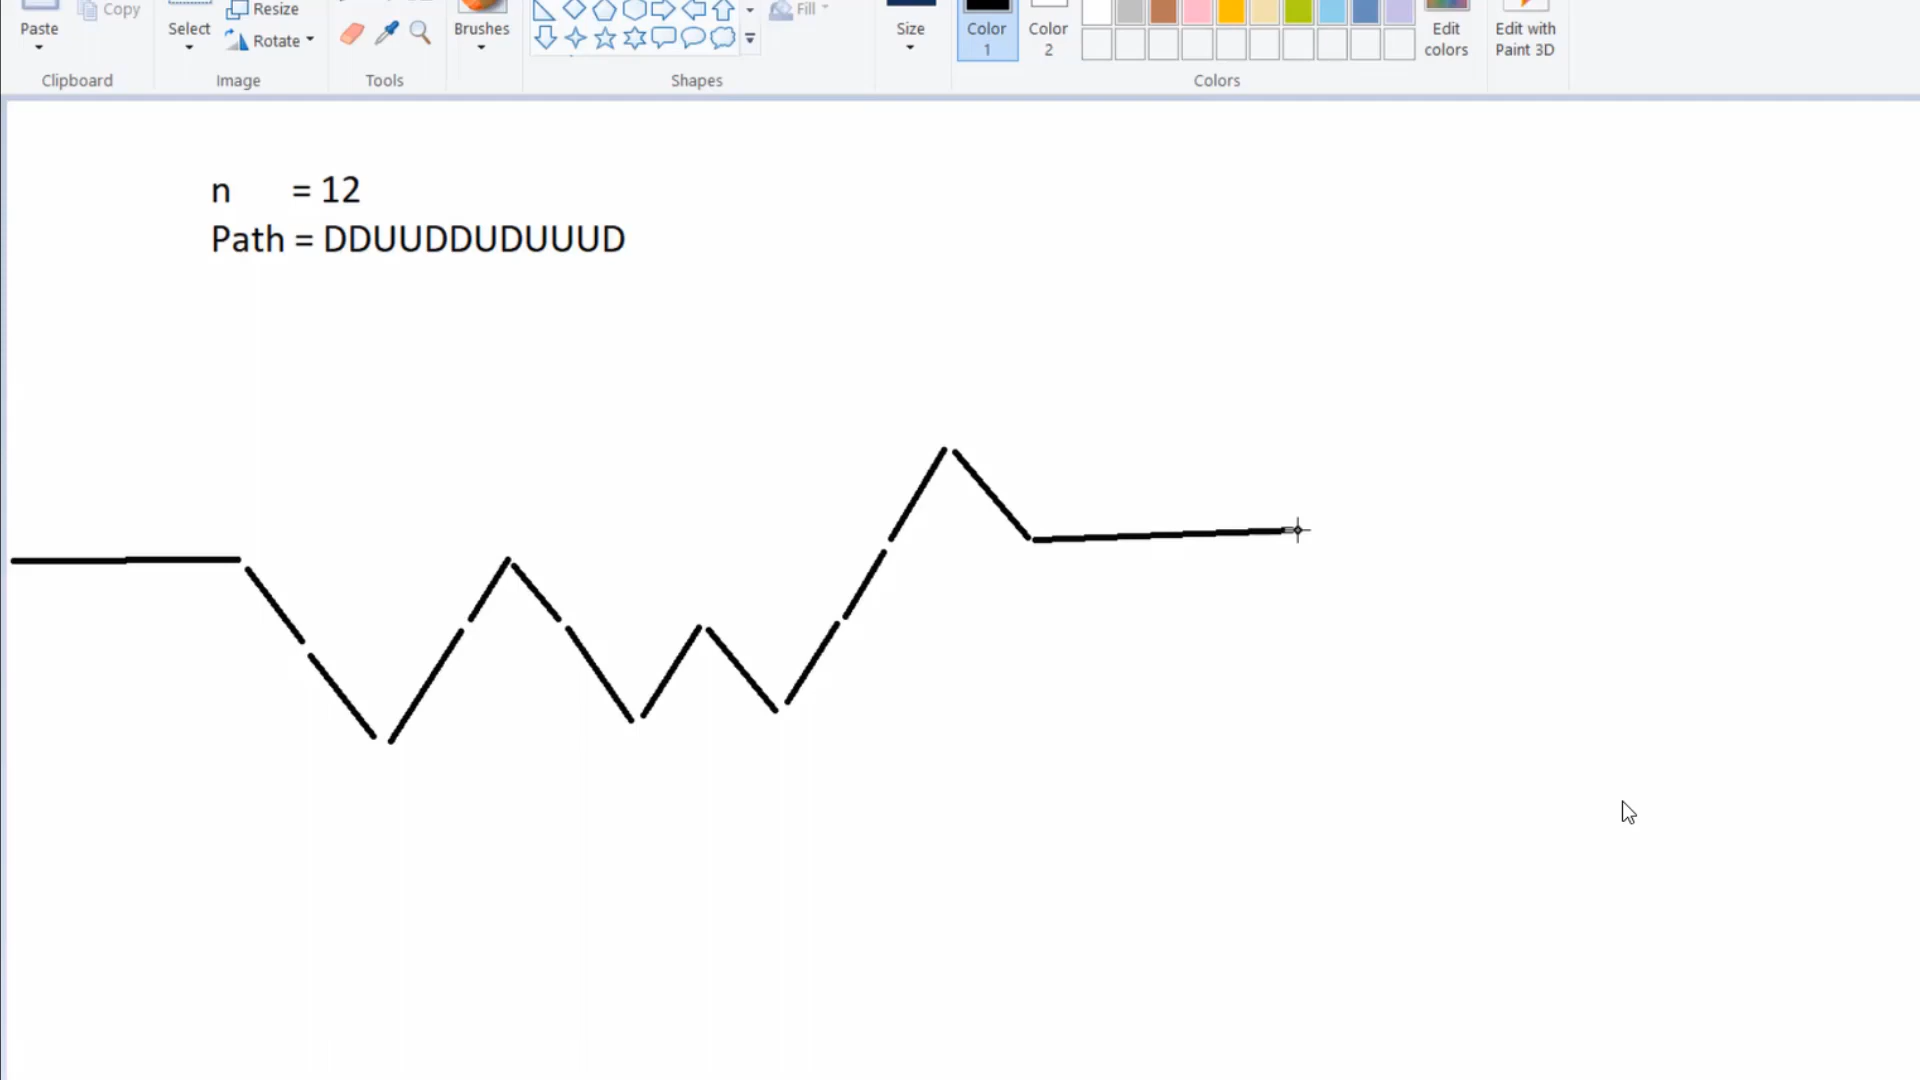 Paste
Copy
Clipboard
Select
Resize
Rotate
Image
Tools
Brushes
Shapes
Fill
Size
Color
1
Color
2
Colors
Edit
colors
Edit with
Paint 3D
n = 12
Path = DDUUDDUDUUUD